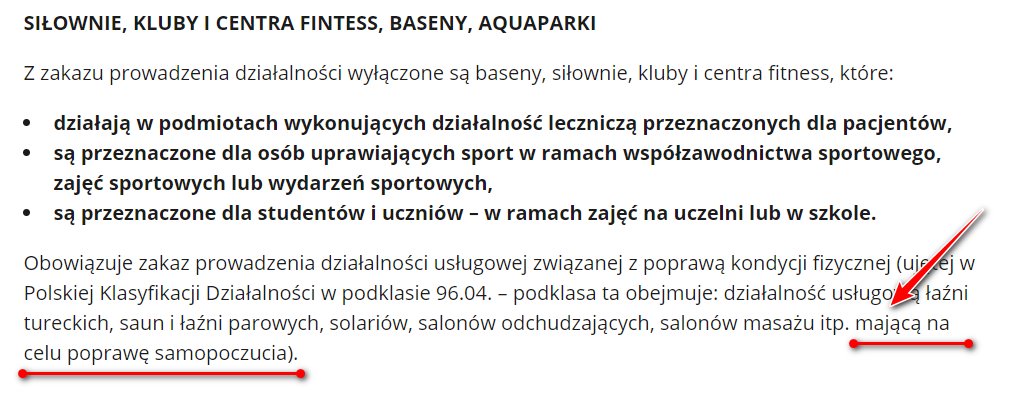 SIŁOWNIE, KLUBY I CENTRA FINTESS, BASENY, AQUAPARKI
Z zakazu prowadzenia działalności wyłączone są baseny, siłownie, kluby i centra fitness, które:
• działają w podmiotach wykonujących działalność leczniczą przeznaczonych dla pacjentów,
• są przeznaczone dla osób uprawiających sport w ramach współzawodnictwa sportowego,
zajęć sportowych lub wydarzeń sportowych,
• są przeznaczone dla studentów i uczniów – w ramach zajęć na uczelni lub w szkole.
Obowiązuje zakaz prowadzenia działalności usługowej związanej z poprawą kondycji fizycznej (ujętej w
Polskiej Klasyfikacji Działalności w podklasie 96.04. – podklasa ta obejmuje: działalność usługową łaźni
tureckich, saun i łaźni parowych, solariów, salonów odchudzających, salonów masażu itp. mającą na
celu poprawę samopoczucia).